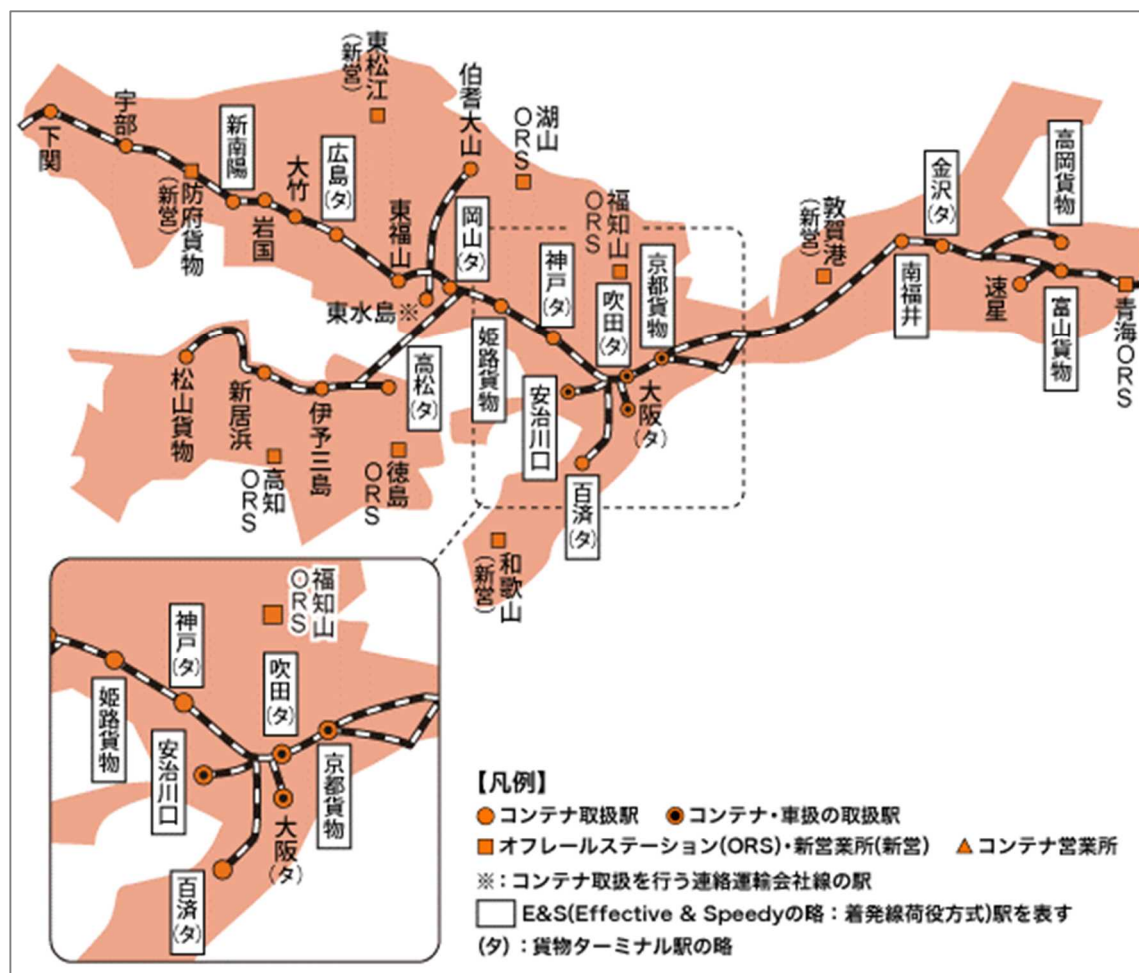 下関
宇部
防府貨物
(新営)
新南陽
岩国
大竹
広島(タ)
東松江
(新営)
東福山
東水島※
伯耆大山
岡山(タ)
湖山
ORS
福知山
ORS
姫路貨物
神戸(タ)
吹田(タ)
京都貨物
安治川口
大阪(タ)
百済(タ)
和歌山
(新営)
松山貨物
新居浜
高知
ORS
伊予三島
徳島
ORS
高松(タ)
敦賀港
(新営)
南福井
金沢(タ)
高岡貨物
速星
富山貨物
青海ORS
福知山
ORS
神戸(タ)
姫路貨物
吹田(タ)
安治川口
京都貨物
大阪(タ)
百済(タ)
【凡例】
コンテナ取扱駅 コンテナ・車扱の取扱駅
オフレールステーション(ORS)・新営業所(新営) コンテナ営業所
※:コンテナ取扱を行う連絡運輸会社線の駅
E&S(Effective & Speedyの略:着発線荷役方式)駅を表す
(タ):貨物ターミナル駅の略